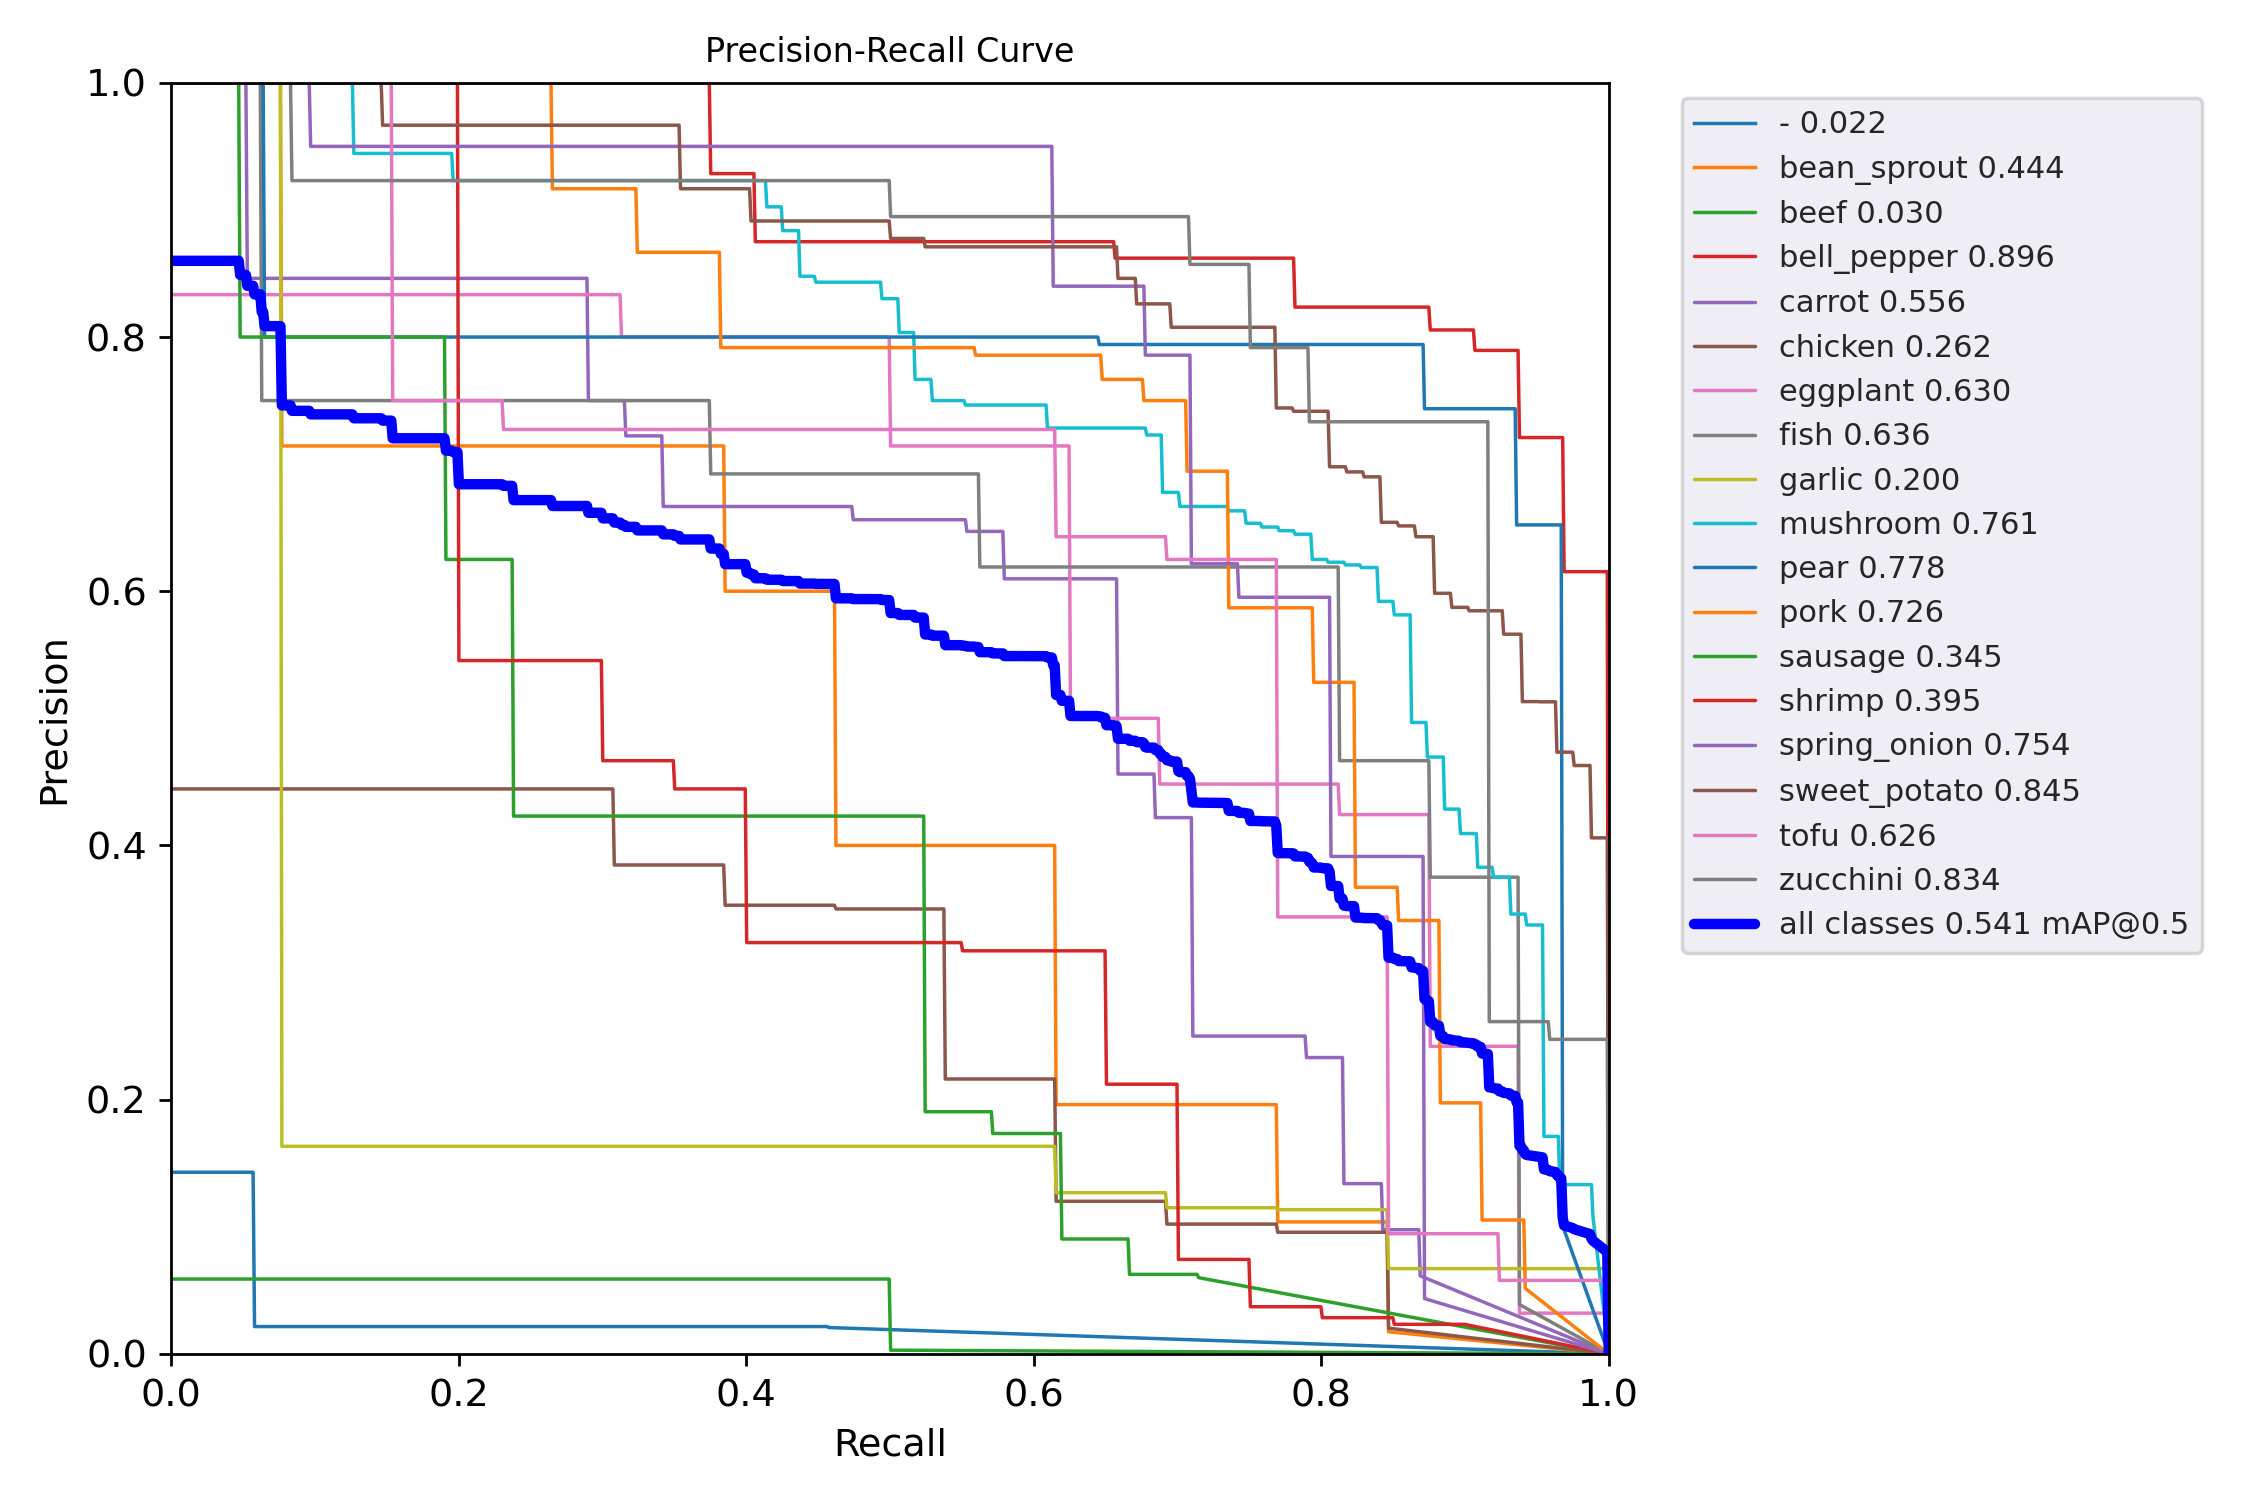 Precision-Recall Curve
1.0
0.8
0.6
0.4
0.2
0.0
Precision
0.0 0.2 0.4 0.6 0.8 1.0
Recall
- 0.022
bean_sprout 0.444
beef 0.030
bell_pepper 0.896
carrot 0.556
chicken 0.262
eggplant 0.630
fish 0.636
garlic 0.200
mushroom 0.761
pear 0.778
pork 0.726
sausage 0.345
shrimp 0.395
spring_onion 0.754
sweet_potato 0.845
tofu 0.626
zucchini 0.834
all classes 0.541 mAP@0.5